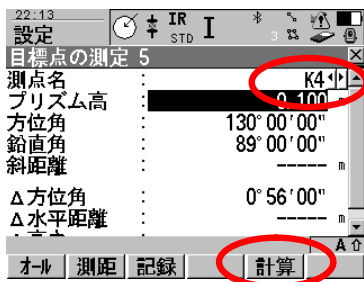 22:13
設定
IR
STD
I
3
目標点の測定 5
測点名 : K4
プリズム高 : 0.100 m
方位角 : 130°00'00"
鉛直角 : 89°00'00"
斜距離 : ----- m
Δ方位角 : 0°56'00"
Δ水平距離 : ----- m
A
オール 測距 記録 計算